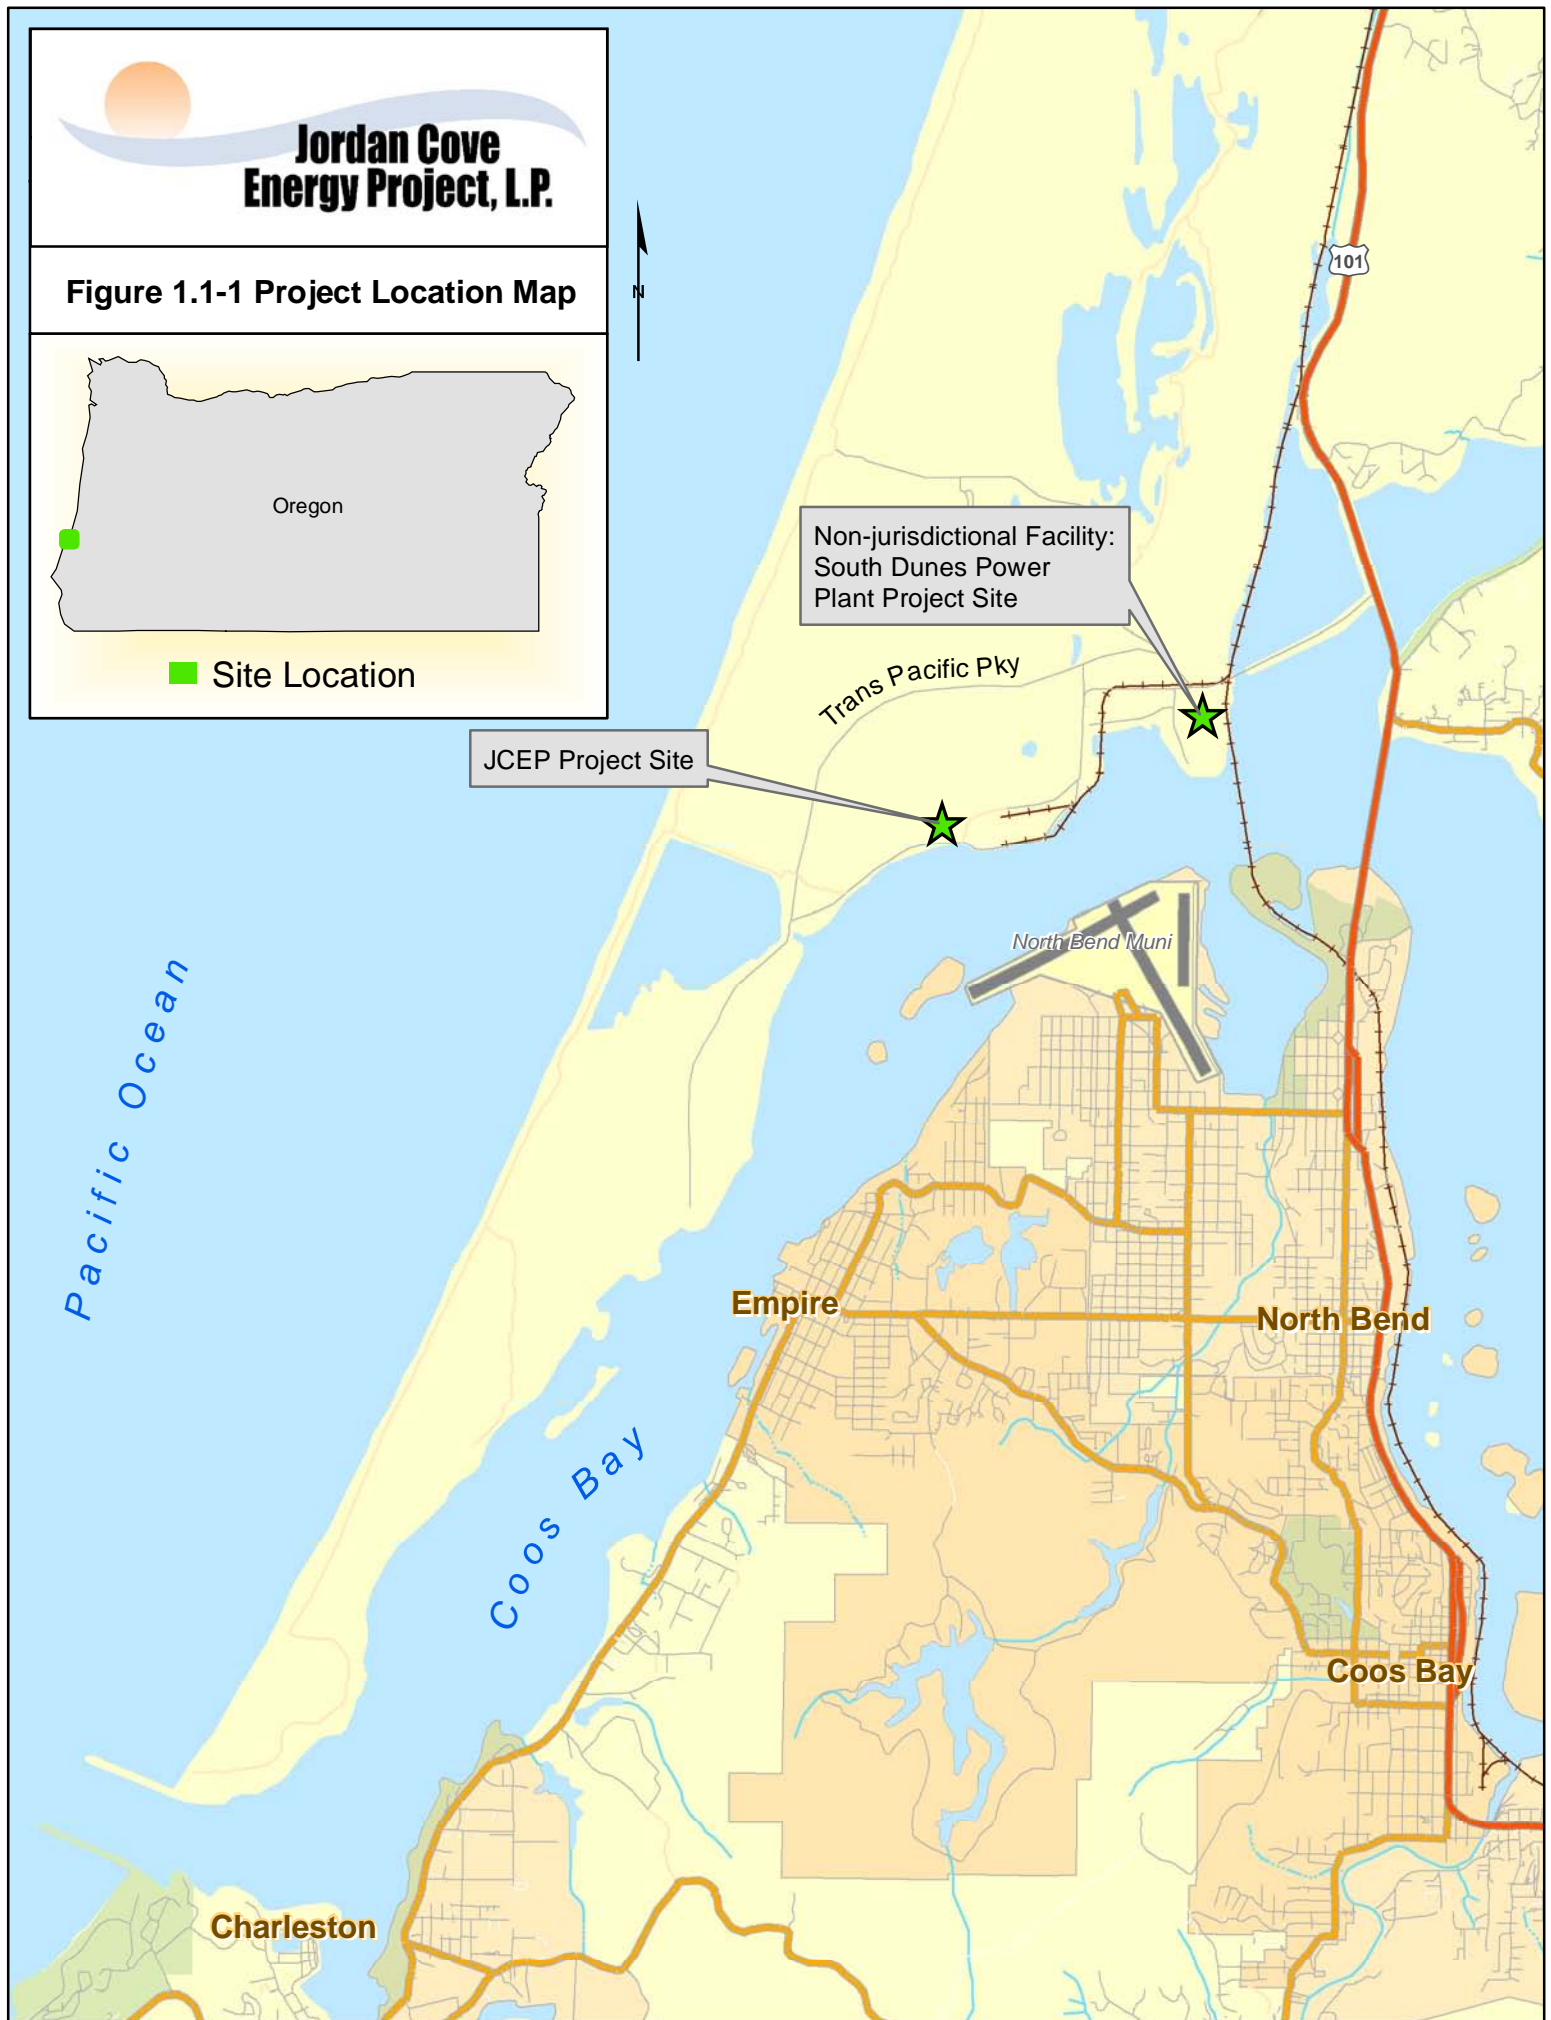 Jordan Cove
Energy Project, L.P.
Figure 1.1-1 Project Location Map
N
Oregon
Site Location
101
Non-jurisdictional Facility:
South Dunes Power
Plant Project Site
Trans Pacific Pky
JCEP Project Site
North Bend Muni
Pacific Ocean
Empire
North Bend
Coos Bay
Coos Bay
Charleston